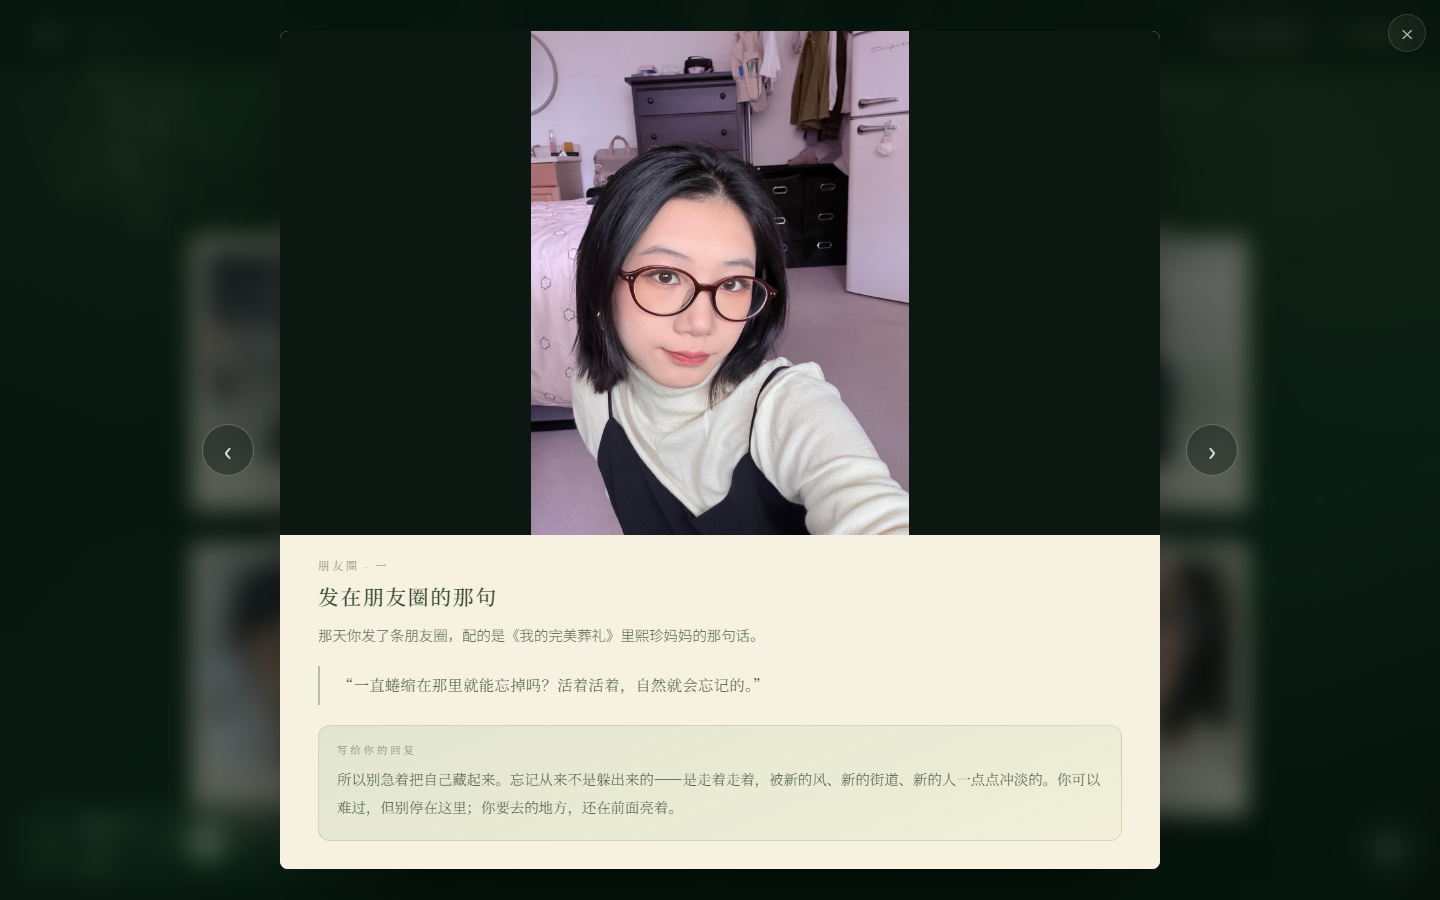 朋友圈 · 一
发在朋友圈的那句
那天你发了条朋友圈，配的是《我的完美葬礼》里熙珍妈妈的那句话。
“一直蜷缩在那里就能忘掉吗？活着活着，自然就会忘记的。”
写给你的回复
所以别急着把自己藏起来。忘记从来不是躲出来的——是走着走着，被新的风、新的街道、新的人一点点冲淡的。你可以
难过，但别停在这里；你要去的地方，还在前面亮着。